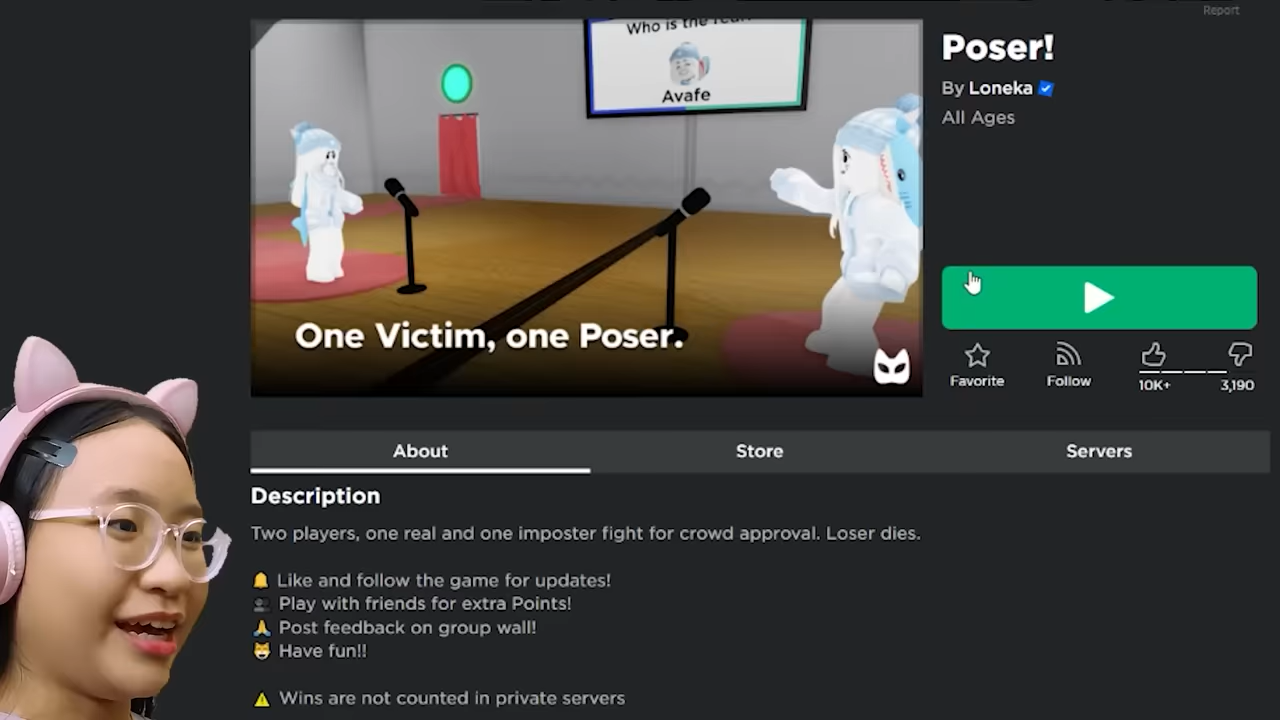 Report
Who is the real?
Avafe
One Victim, one Poser.
Poser!
By Loneka
All Ages
Favorite
Follow
10K+
3,190
About
Store
Servers
Description
Two players, one real and one imposter fight for crowd approval. Loser dies.
Like and follow the game for updates!
Play with friends for extra Points!
Post feedback on group wall!
Have fun!!
Wins are not counted in private servers